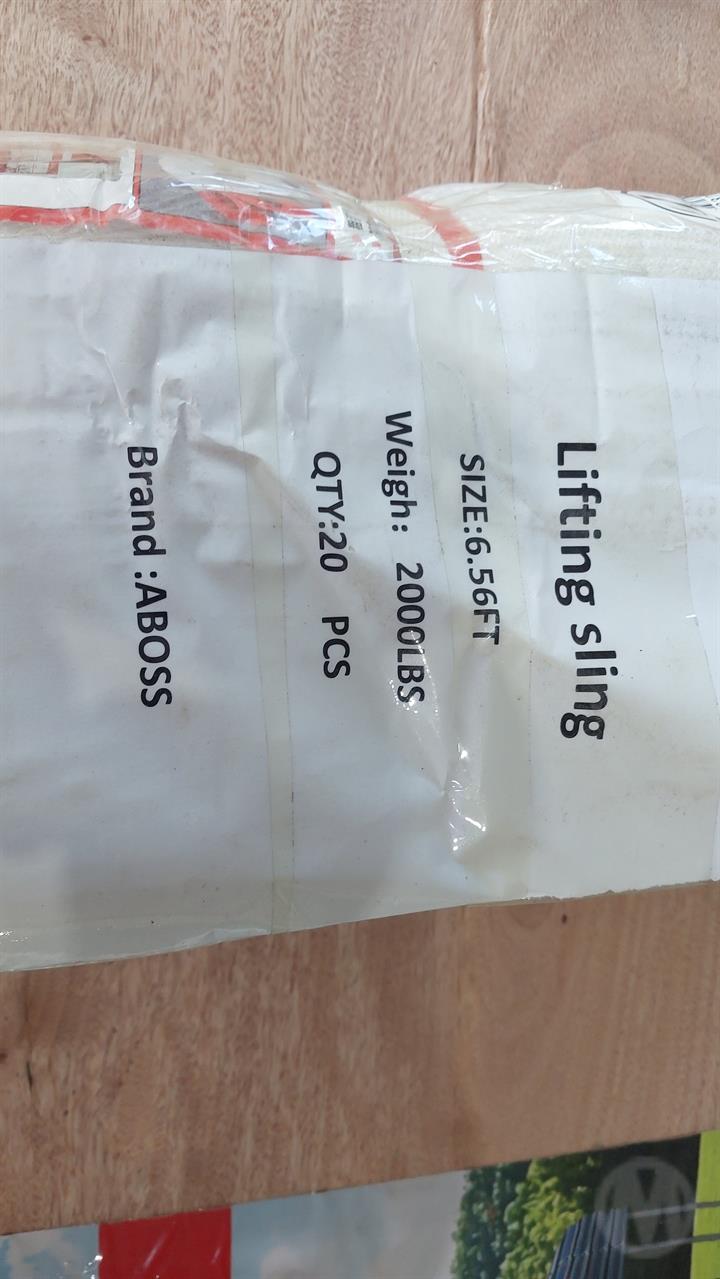 Lifting sling
SIZE:6.56FT
Weigh: 2000LBS
QTY:20 PCS
Brand :ABOSS